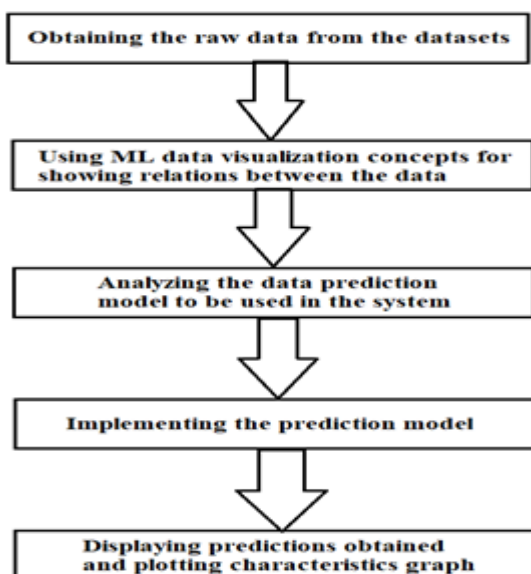 Obtaining the raw data from the datasets
Using ML data visualization concepts for
showing relations between the data
Analyzing the data prediction
model to be used in the system
Implementing the prediction model
Displaying predictions obtained
and plotting characteristics graph